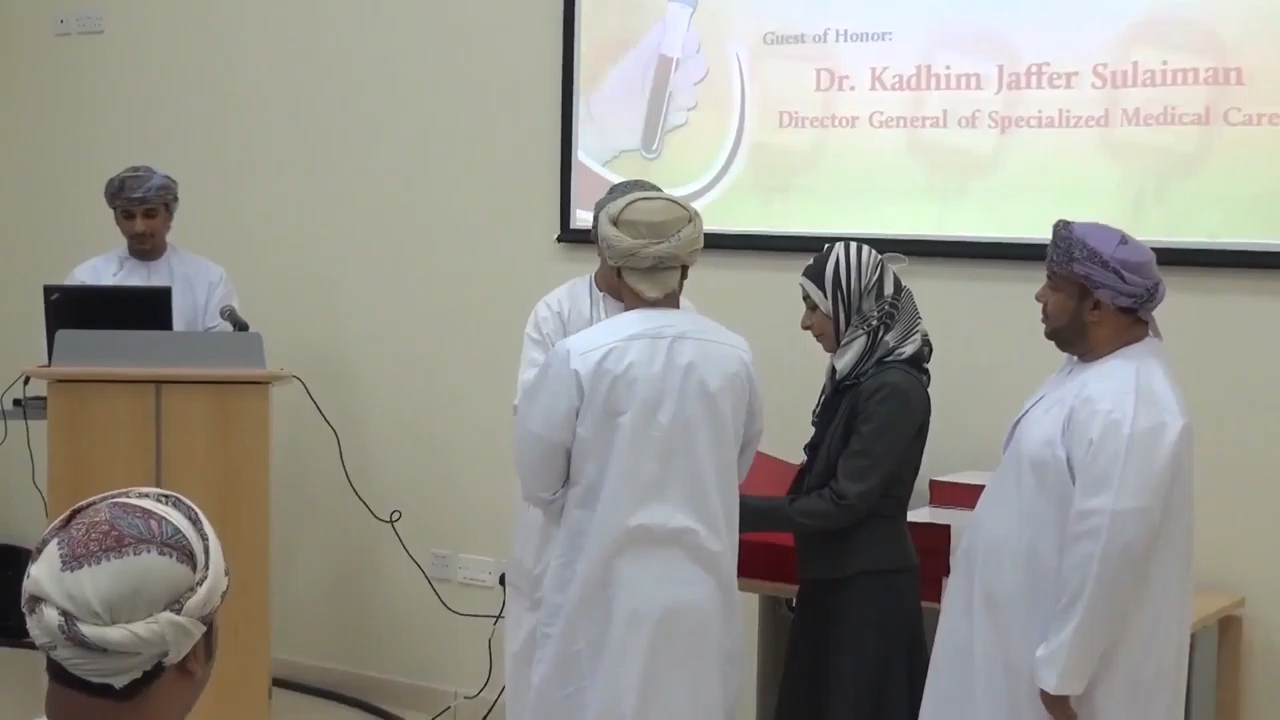 Guest of Honor:
Dr. Kadhim Jaffer Sulaiman
Director General of Specialized Medical Care